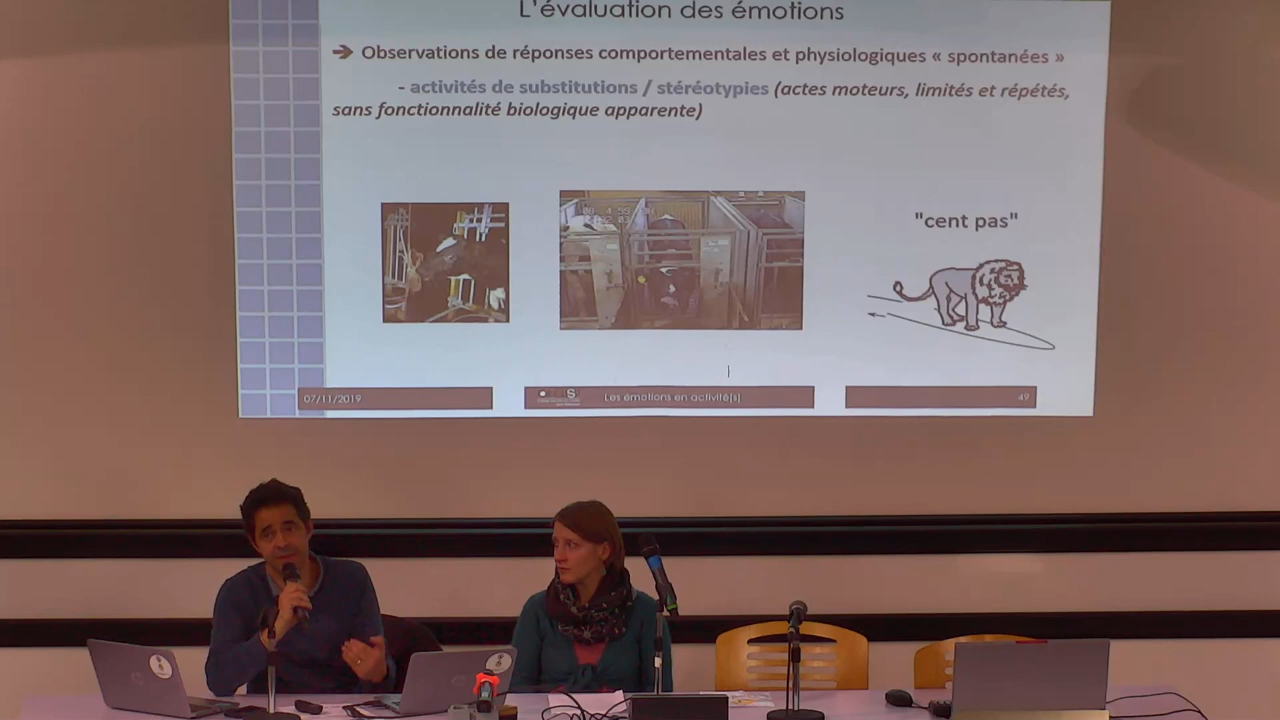 L'évaluation des émotions
➔ Observations de réponses comportementales et physiologiques « spontanées »
- activités de substitutions / stéréotypies (actes moteurs, limités et répétés,
sans fonctionnalité biologique apparente)
"cent pas"
07/11/2019
Les émotions en activité(s)
49